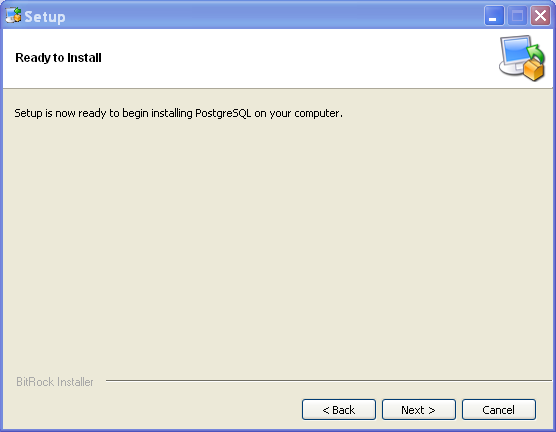 Setup
Ready to Install
Setup is now ready to begin installing PostgreSQL on your computer.
BitRock Installer
< Back
Next >
Cancel